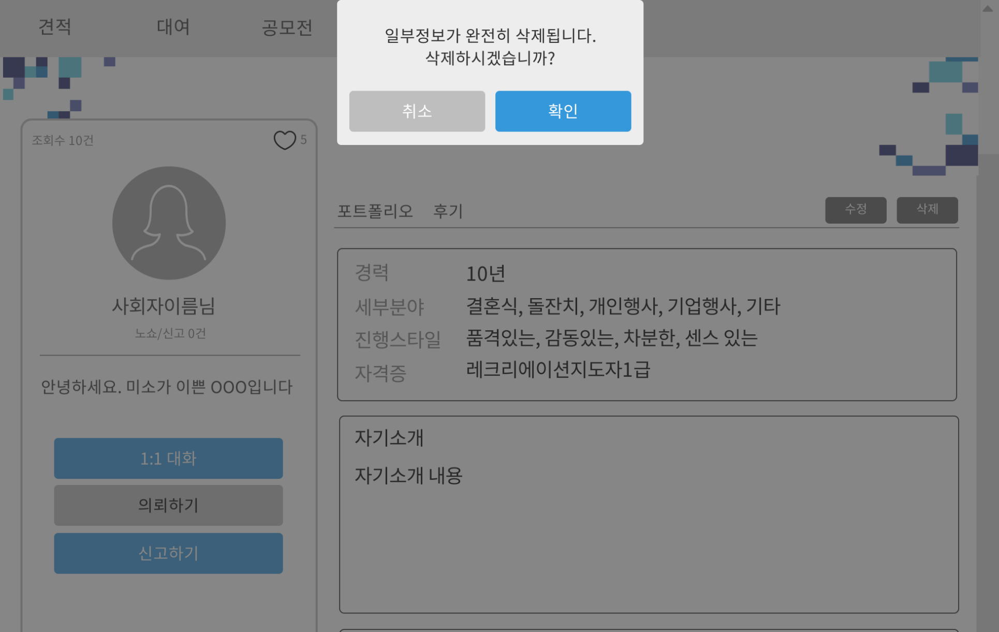 견적 대여 공모전
일부정보가 완전히 삭제됩니다.
삭제하시겠습니까?
취소 확인
조회수 10건 5
사회자이름님
노쇼/신고 0건
안녕하세요. 미소가 이쁜 OOO입니다
1:1 대화
의뢰하기
신고하기
포트폴리오 후기 수정 삭제
경력 10년
세부분야 결혼식, 돌잔치, 개인행사, 기업행사, 기타
진행스타일 품격있는, 감동있는, 차분한, 센스 있는
자격증 레크리에이션지도자1급
자기소개
자기소개 내용